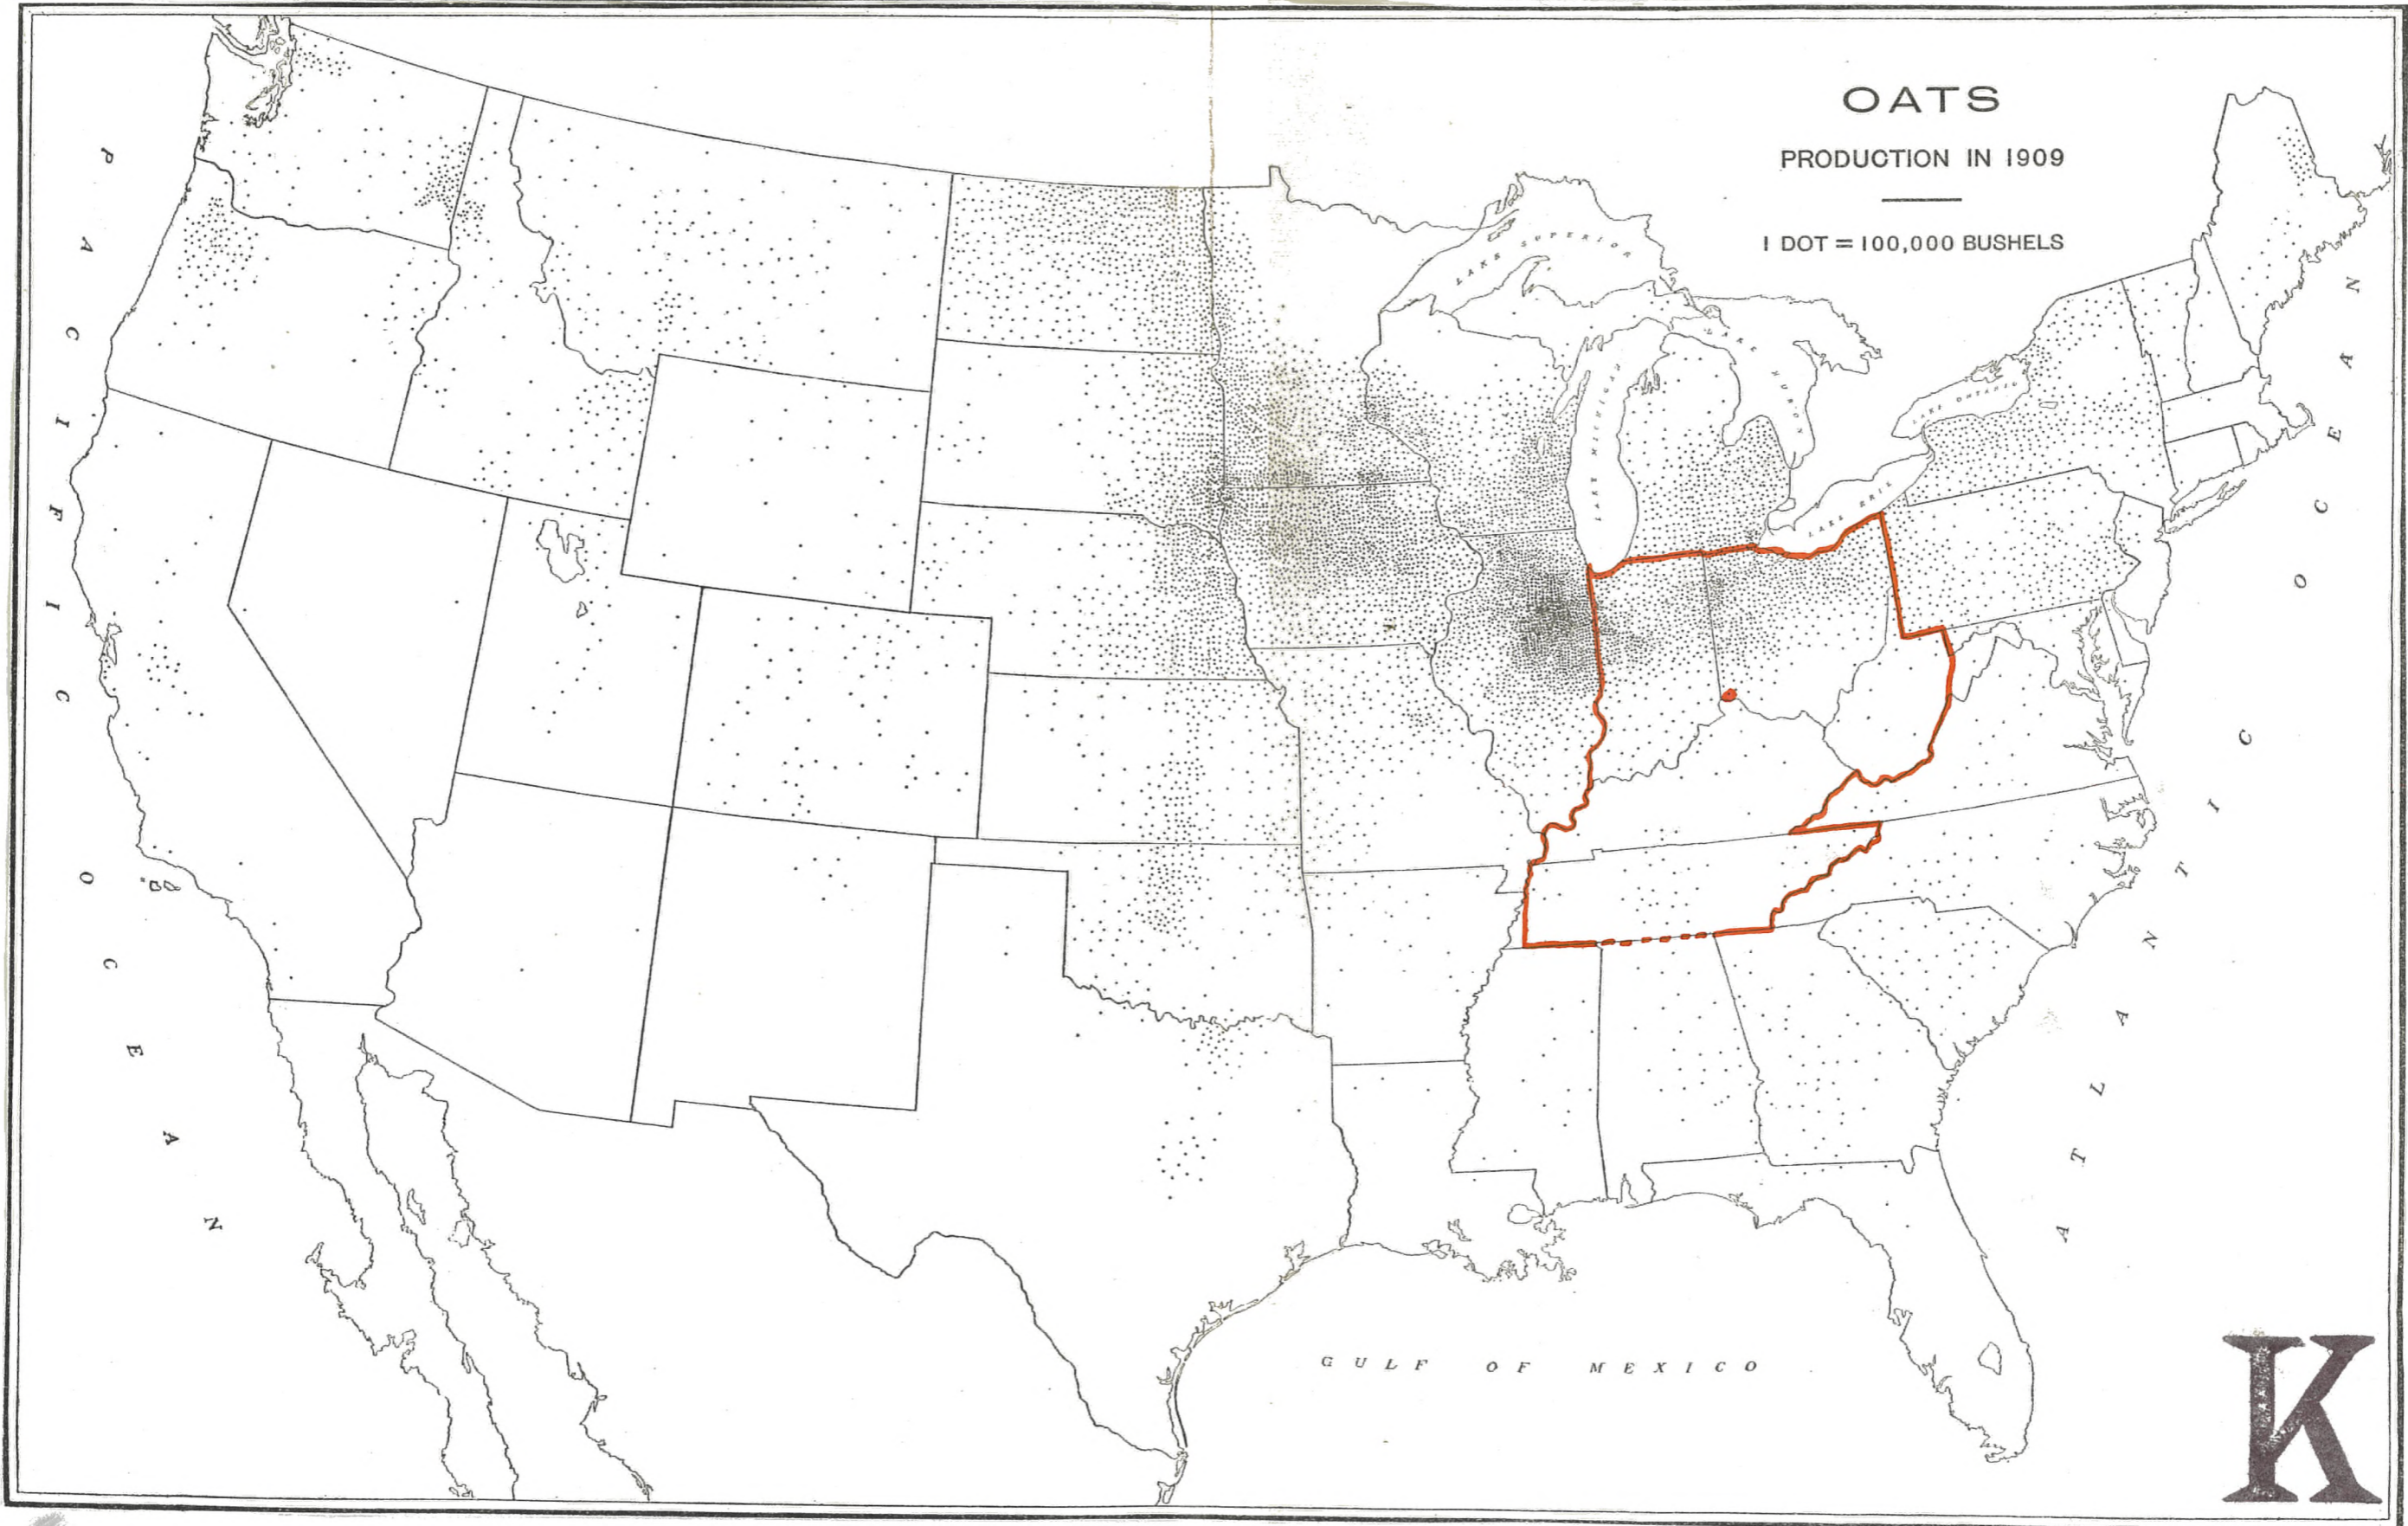 OATS
PRODUCTION IN 1909
1 DOT = 100,000 BUSHELS
PACIFIC OCEAN
LAKE SUPERIOR
LAKE MICHIGAN
LAKE HURON
LAKE ONTARIO
LAKE ERIE
ATLANTIC OCEAN
GULF OF MEXICO
K